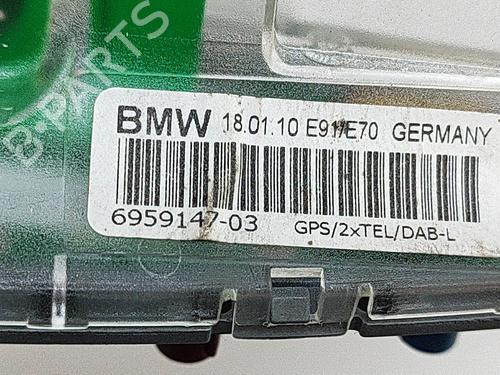 B-PARTS
BMW 18.01.10 E91/E70 GERMANY
6959147-03 GPS/2xTEL/DAB-L